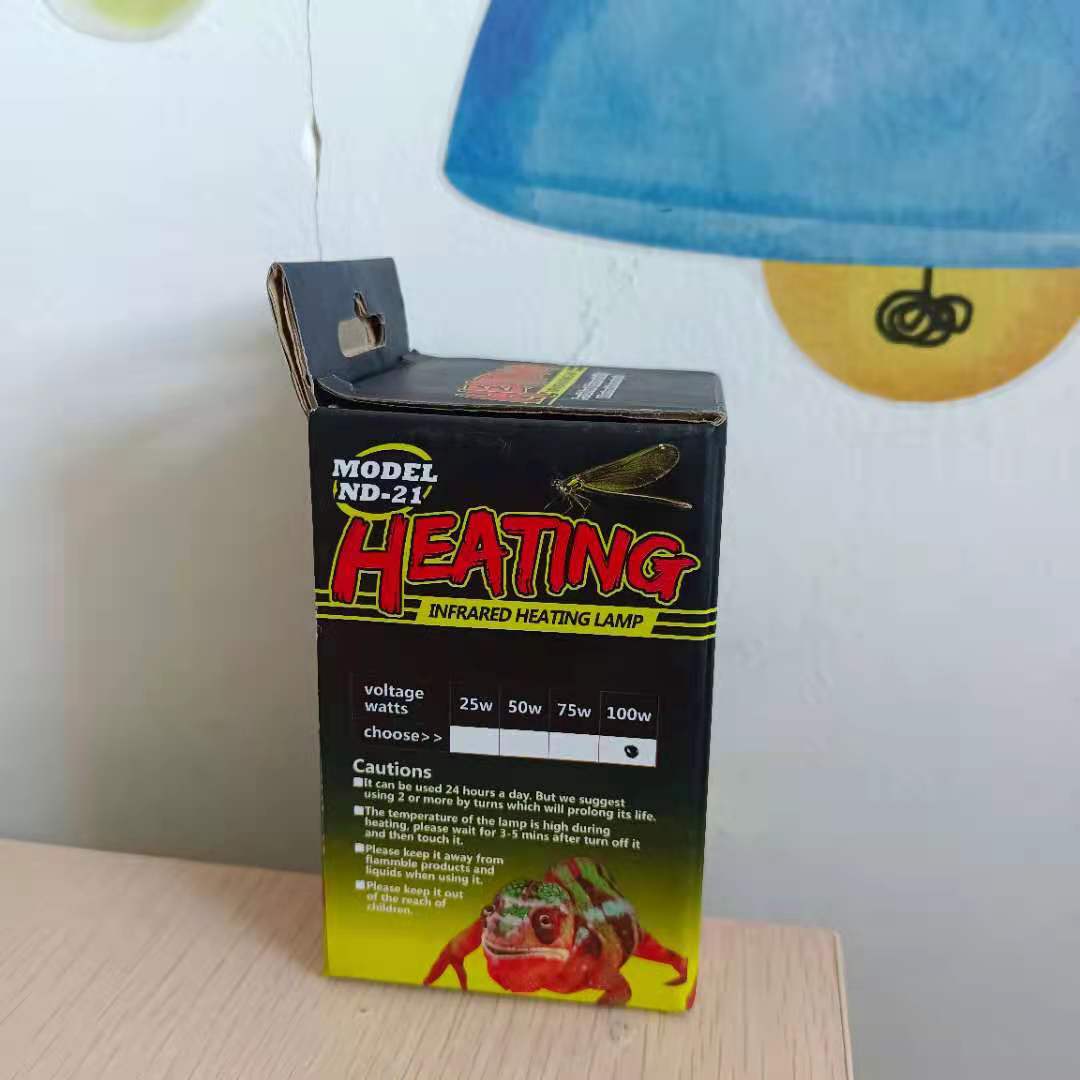 MODEL
ND-21
HEATING
INFRARED HEATING LAMP
voltage
watts
25w 50w 75w 100w
choose>>
Cautions
It can be used 24 hours a day. But we suggest
using 2 or more by turns which will prolong its life.
The temperature of the lamp is high during
heating, please wait for 3-5 mins after turn off it
and then touch it.
Please keep it away from
flammble products and
liquids when using it.
Please keep it out
of the reach of
children.